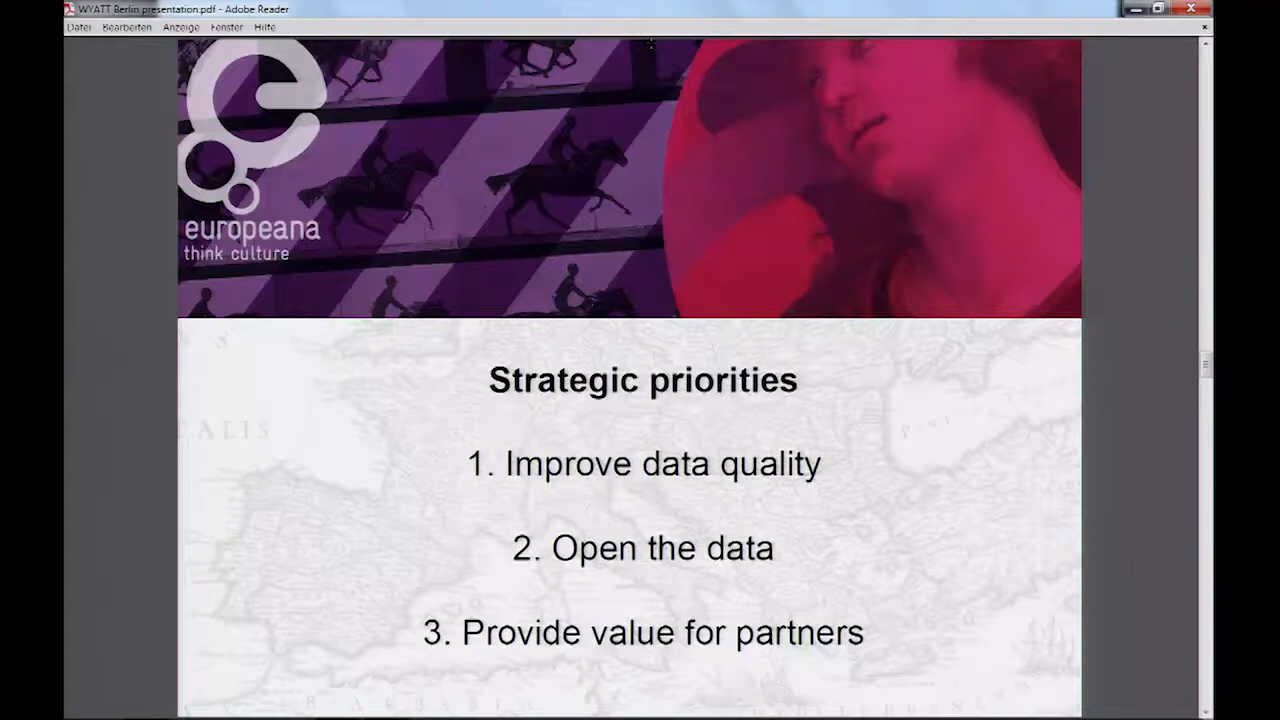 WYATT Berlin presentation.pdf - Adobe Reader
Datei Bearbeiten Anzeige Fenster Hilfe
europeana
think culture
Strategic priorities
1. Improve data quality
2. Open the data
3. Provide value for partners